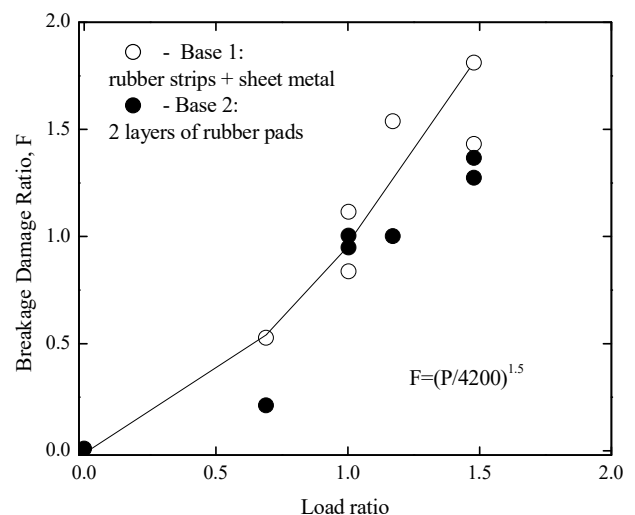 2.0
1.5
1.0
0.5
0.0
Breakage Damage Ratio, F
- Base 1:
rubber strips + sheet metal
- Base 2:
2 layers of rubber pads
F=(P/4200)^1.5
0.0 0.5 1.0 1.5 2.0
Load ratio